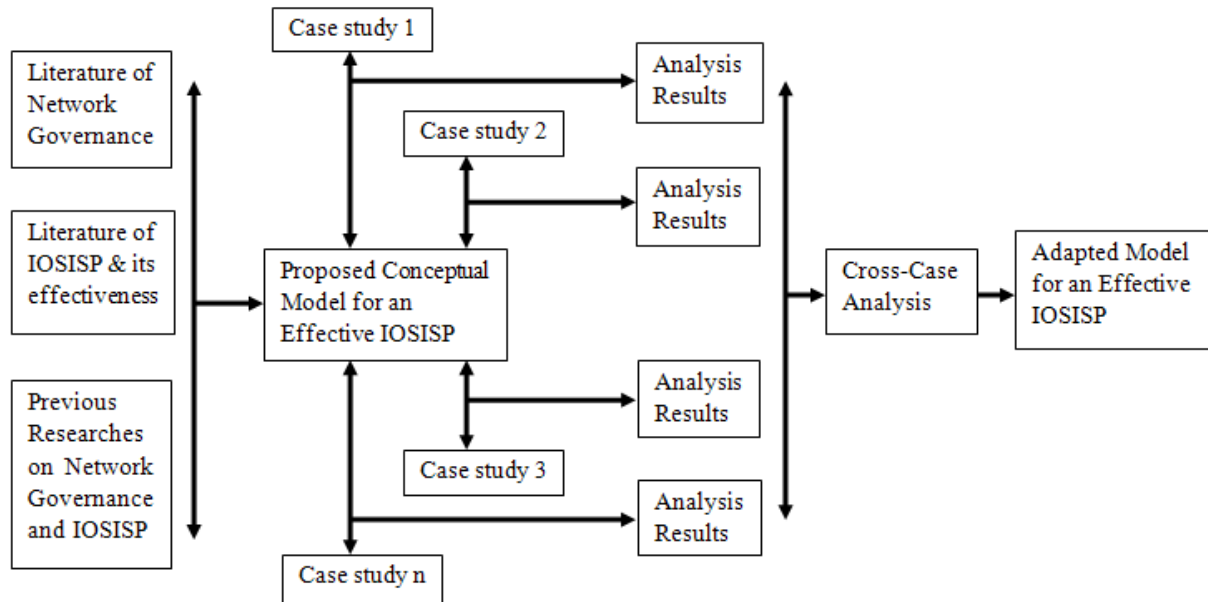 Literature of
Network
Governance
Literature of
IOSISP & its
effectiveness
Previous
Researches
on Network
Governance
and IOSISP
Case study 1
Case study 2
Proposed Conceptual
Model for an
Effective IOSISP
Case study 3
Case study n
Analysis
Results
Analysis
Results
Analysis
Results
Analysis
Results
Cross-Case
Analysis
Adapted Model
for an Effective
IOSISP